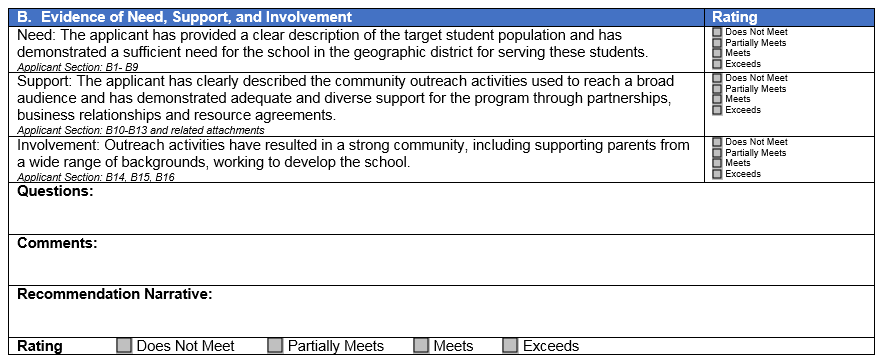 B. Evidence of Need, Support, and Involvement
Rating
Need: The applicant has provided a clear description of the target student population and has
demonstrated a sufficient need for the school in the geographic district for serving these students.
Applicant Section: B1- B9
Does Not Meet
Partially Meets
Meets
Exceeds
Support: The applicant has clearly described the community outreach activities used to reach a broad
audience and has demonstrated adequate and diverse support for the program through partnerships,
business relationships and resource agreements.
Applicant Section: B10-B13 and related attachments
Does Not Meet
Partially Meets
Meets
Exceeds
Involvement: Outreach activities have resulted in a strong community, including supporting parents from
a wide range of backgrounds, working to develop the school.
Applicant Section: B14, B15, B16
Does Not Meet
Partially Meets
Meets
Exceeds
Questions:
Comments:
Recommendation Narrative:
Rating Does Not Meet Partially Meets Meets Exceeds